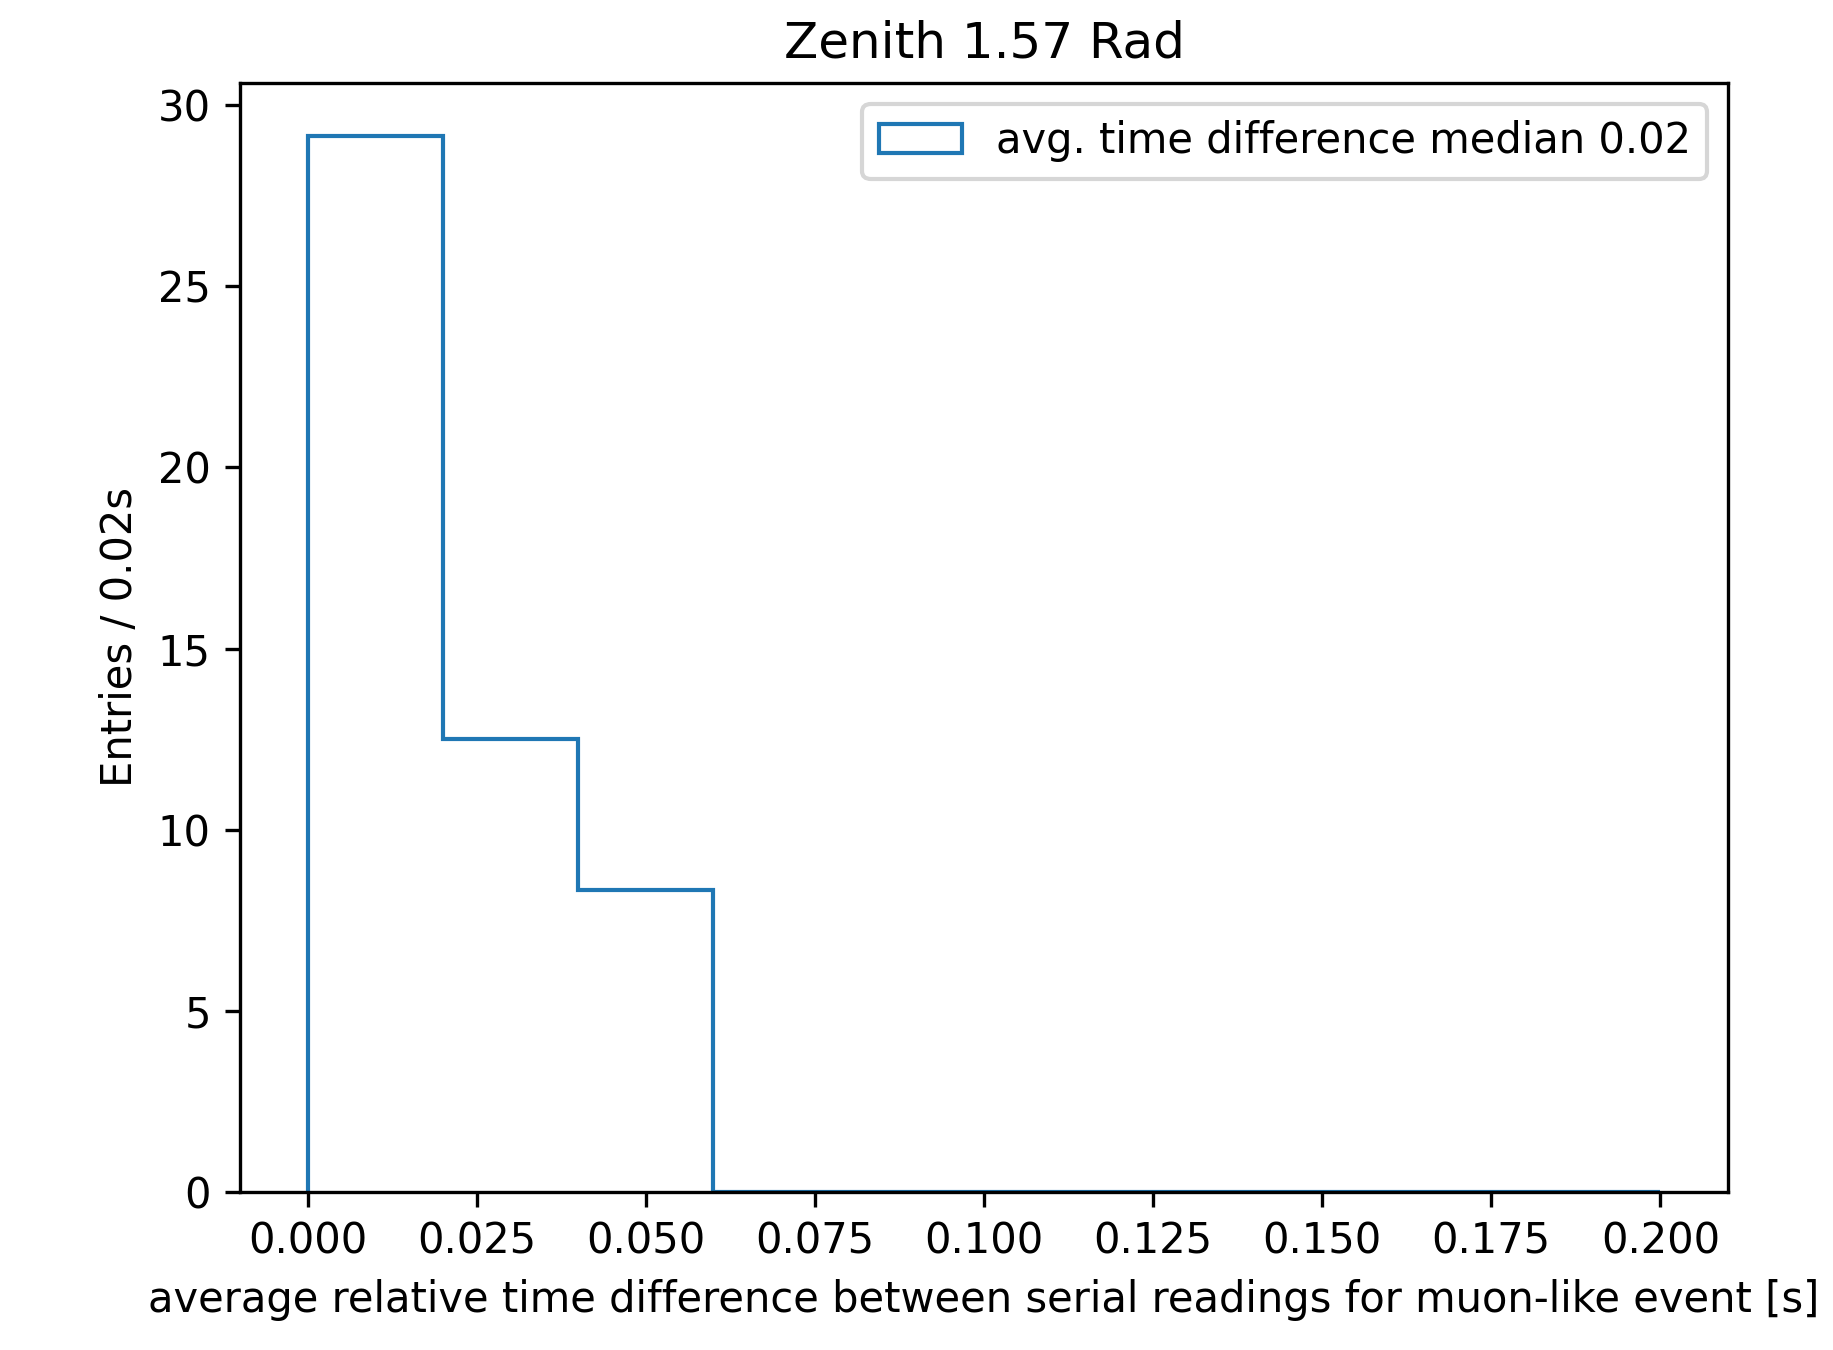 Zenith 1.57 Rad
avg. time difference median 0.02
30
25
20
15
10
5
0
Entries / 0.02s
0.000 0.025 0.050 0.075 0.100 0.125 0.150 0.175 0.200
average relative time difference between serial readings for muon-like event [s]